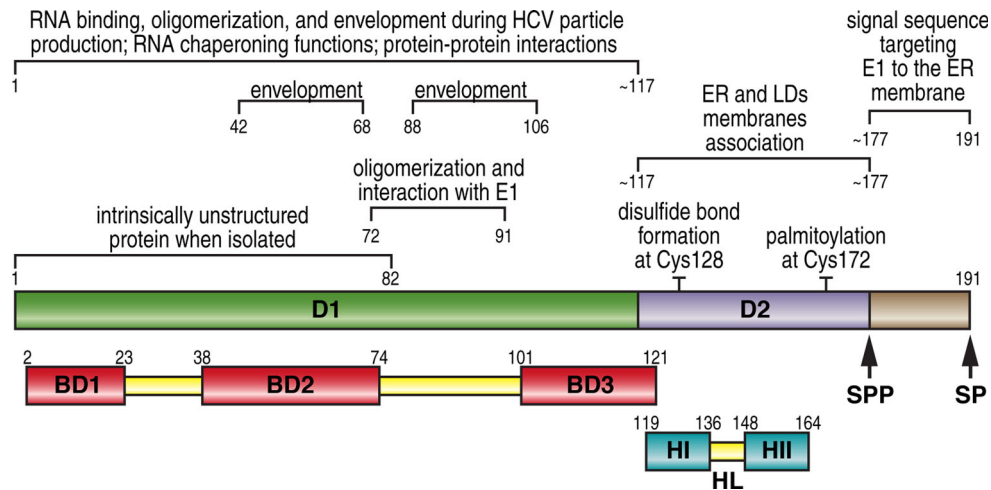 RNA binding, oligomerization, and envelopment during HCV particle
production; RNA chaperoning functions; protein-protein interactions
1
~117
signal sequence
targeting
E1 to the ER
membrane
~177
191
envelopment
42
68
envelopment
88
106
ER and LDs
membranes
association
~117
~177
oligomerization and
interaction with E1
72
91
intrinsically unstructured
protein when isolated
1
82
disulfide bond
formation
at Cys128
palmitoylation
at Cys172
191
D1
D2
2
23
38
74
101
121
BD1
BD2
BD3
SPP
SP
119
136
148
164
HI
HII
HL